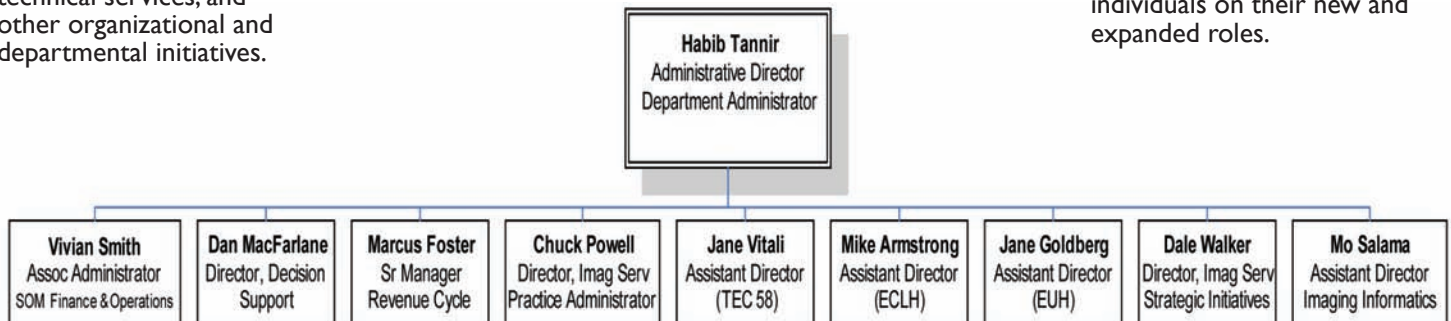 technical services, and
other organizational and
departmental initiatives.
individuals on their new and
expanded roles.
Habib Tannir
Administrative Director
Department Administrator
Vivian Smith
Assoc Administrator
SOM Finance & Operations
Dan MacFarlane
Director, Decision
Support
Marcus Foster
Sr Manager
Revenue Cycle
Chuck Powell
Director, Imag Serv
Practice Administrator
Jane Vitali
Assistant Director
(TEC 58)
Mike Armstrong
Assistant Director
(ECLH)
Jane Goldberg
Assistant Director
(EUH)
Dale Walker
Director, Imag Serv
Strategic Initiatives
Mo Salama
Assistant Director
Imaging Informatics